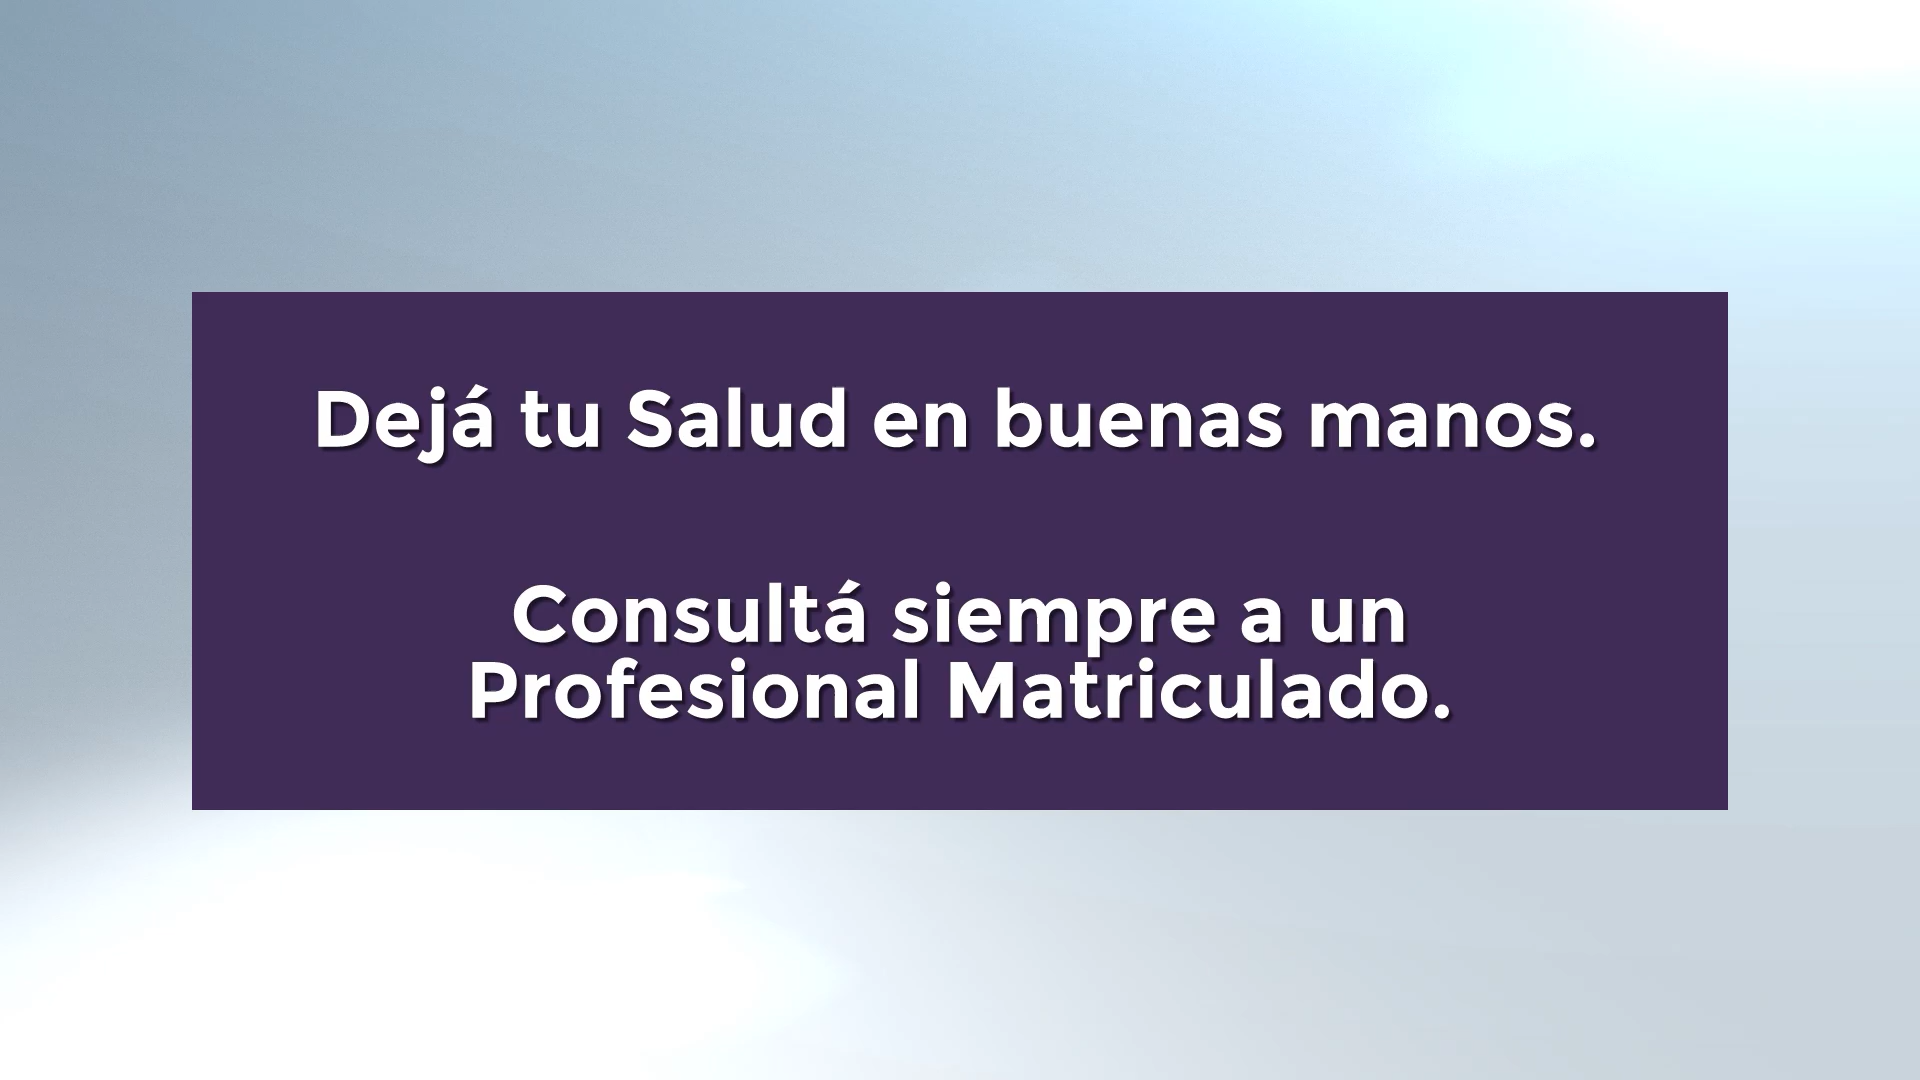 Dejá tu Salud en buenas manos.
Consultá siempre a un
Profesional Matriculado.